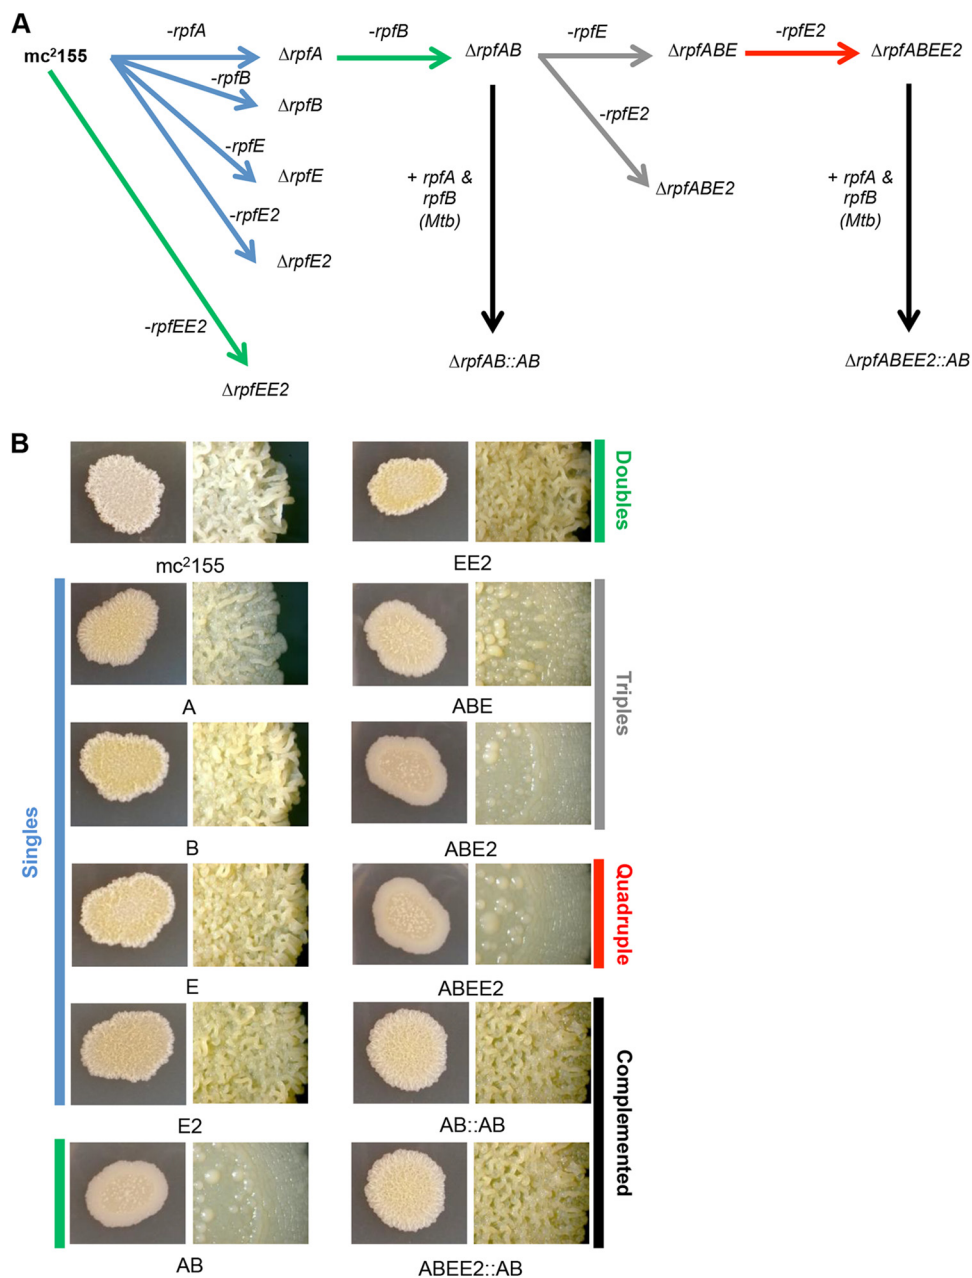 A
mc²155
-rpfA
ΔrpfA
-rpfB
ΔrpfAB
-rpfE
ΔrpfABE
-rpfE2
ΔrpfABEE2
-rpfB
ΔrpfB
-rpfE
ΔrpfE
-rpfE2
ΔrpfE2
-rpfEE2
ΔrpfEE2
-rpfE2
ΔrpfABE2
+ rpfA &
rpfB
(Mtb)
ΔrpfAB::AB
+ rpfA &
rpfB
(Mtb)
ΔrpfABEE2::AB
B
mc²155
EE2
Doubles
Singles
A
ABE
Triples
B
ABE2
E
ABEE2
Quadruple
E2
AB::AB
Complemented
AB
ABEE2::AB